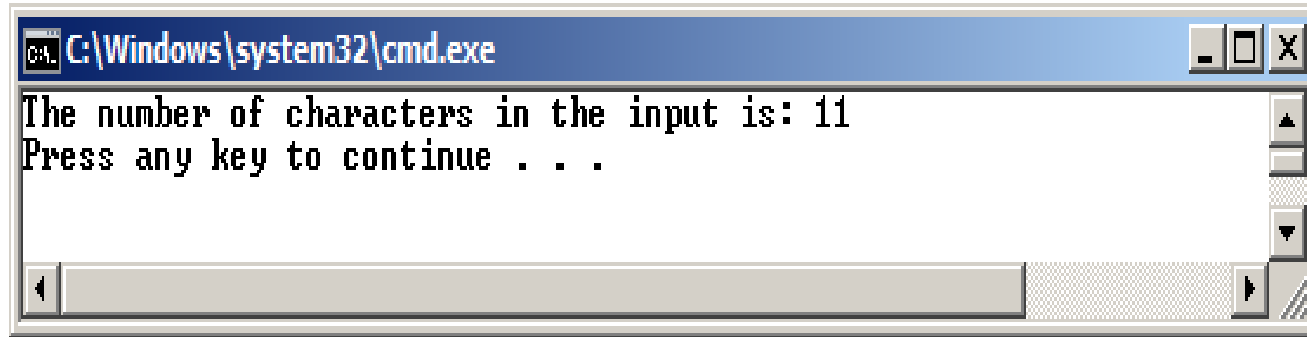 C:\Windows\system32\cmd.exe
The number of characters in the input is: 11
Press any key to continue . . .